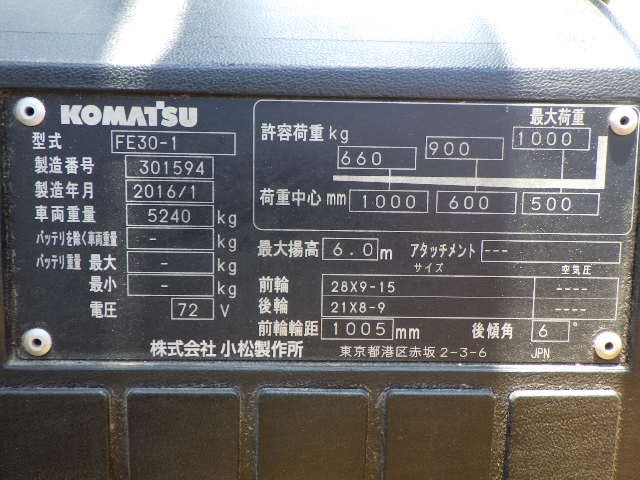 KOMATSU
型式 FE30-1
製造番号 301594
製造年月 2016/1
車両重量 5240 kg
バッテリを除く車両重量 - kg
バッテリ重量 最大 - kg
最小 - kg
電圧 72 V
最大荷重
許容荷重 kg 660 900 1000
荷重中心 mm 1000 600 500
最大揚高 6.0 m アタッチメント ---
サイズ 空気圧
前輪 28X9-15 ----
後輪 21X8-9 ----
前輪輪距 1005 mm 後傾角 6°
株式会社 小松製作所 東京都港区赤坂2-3-6 JPN